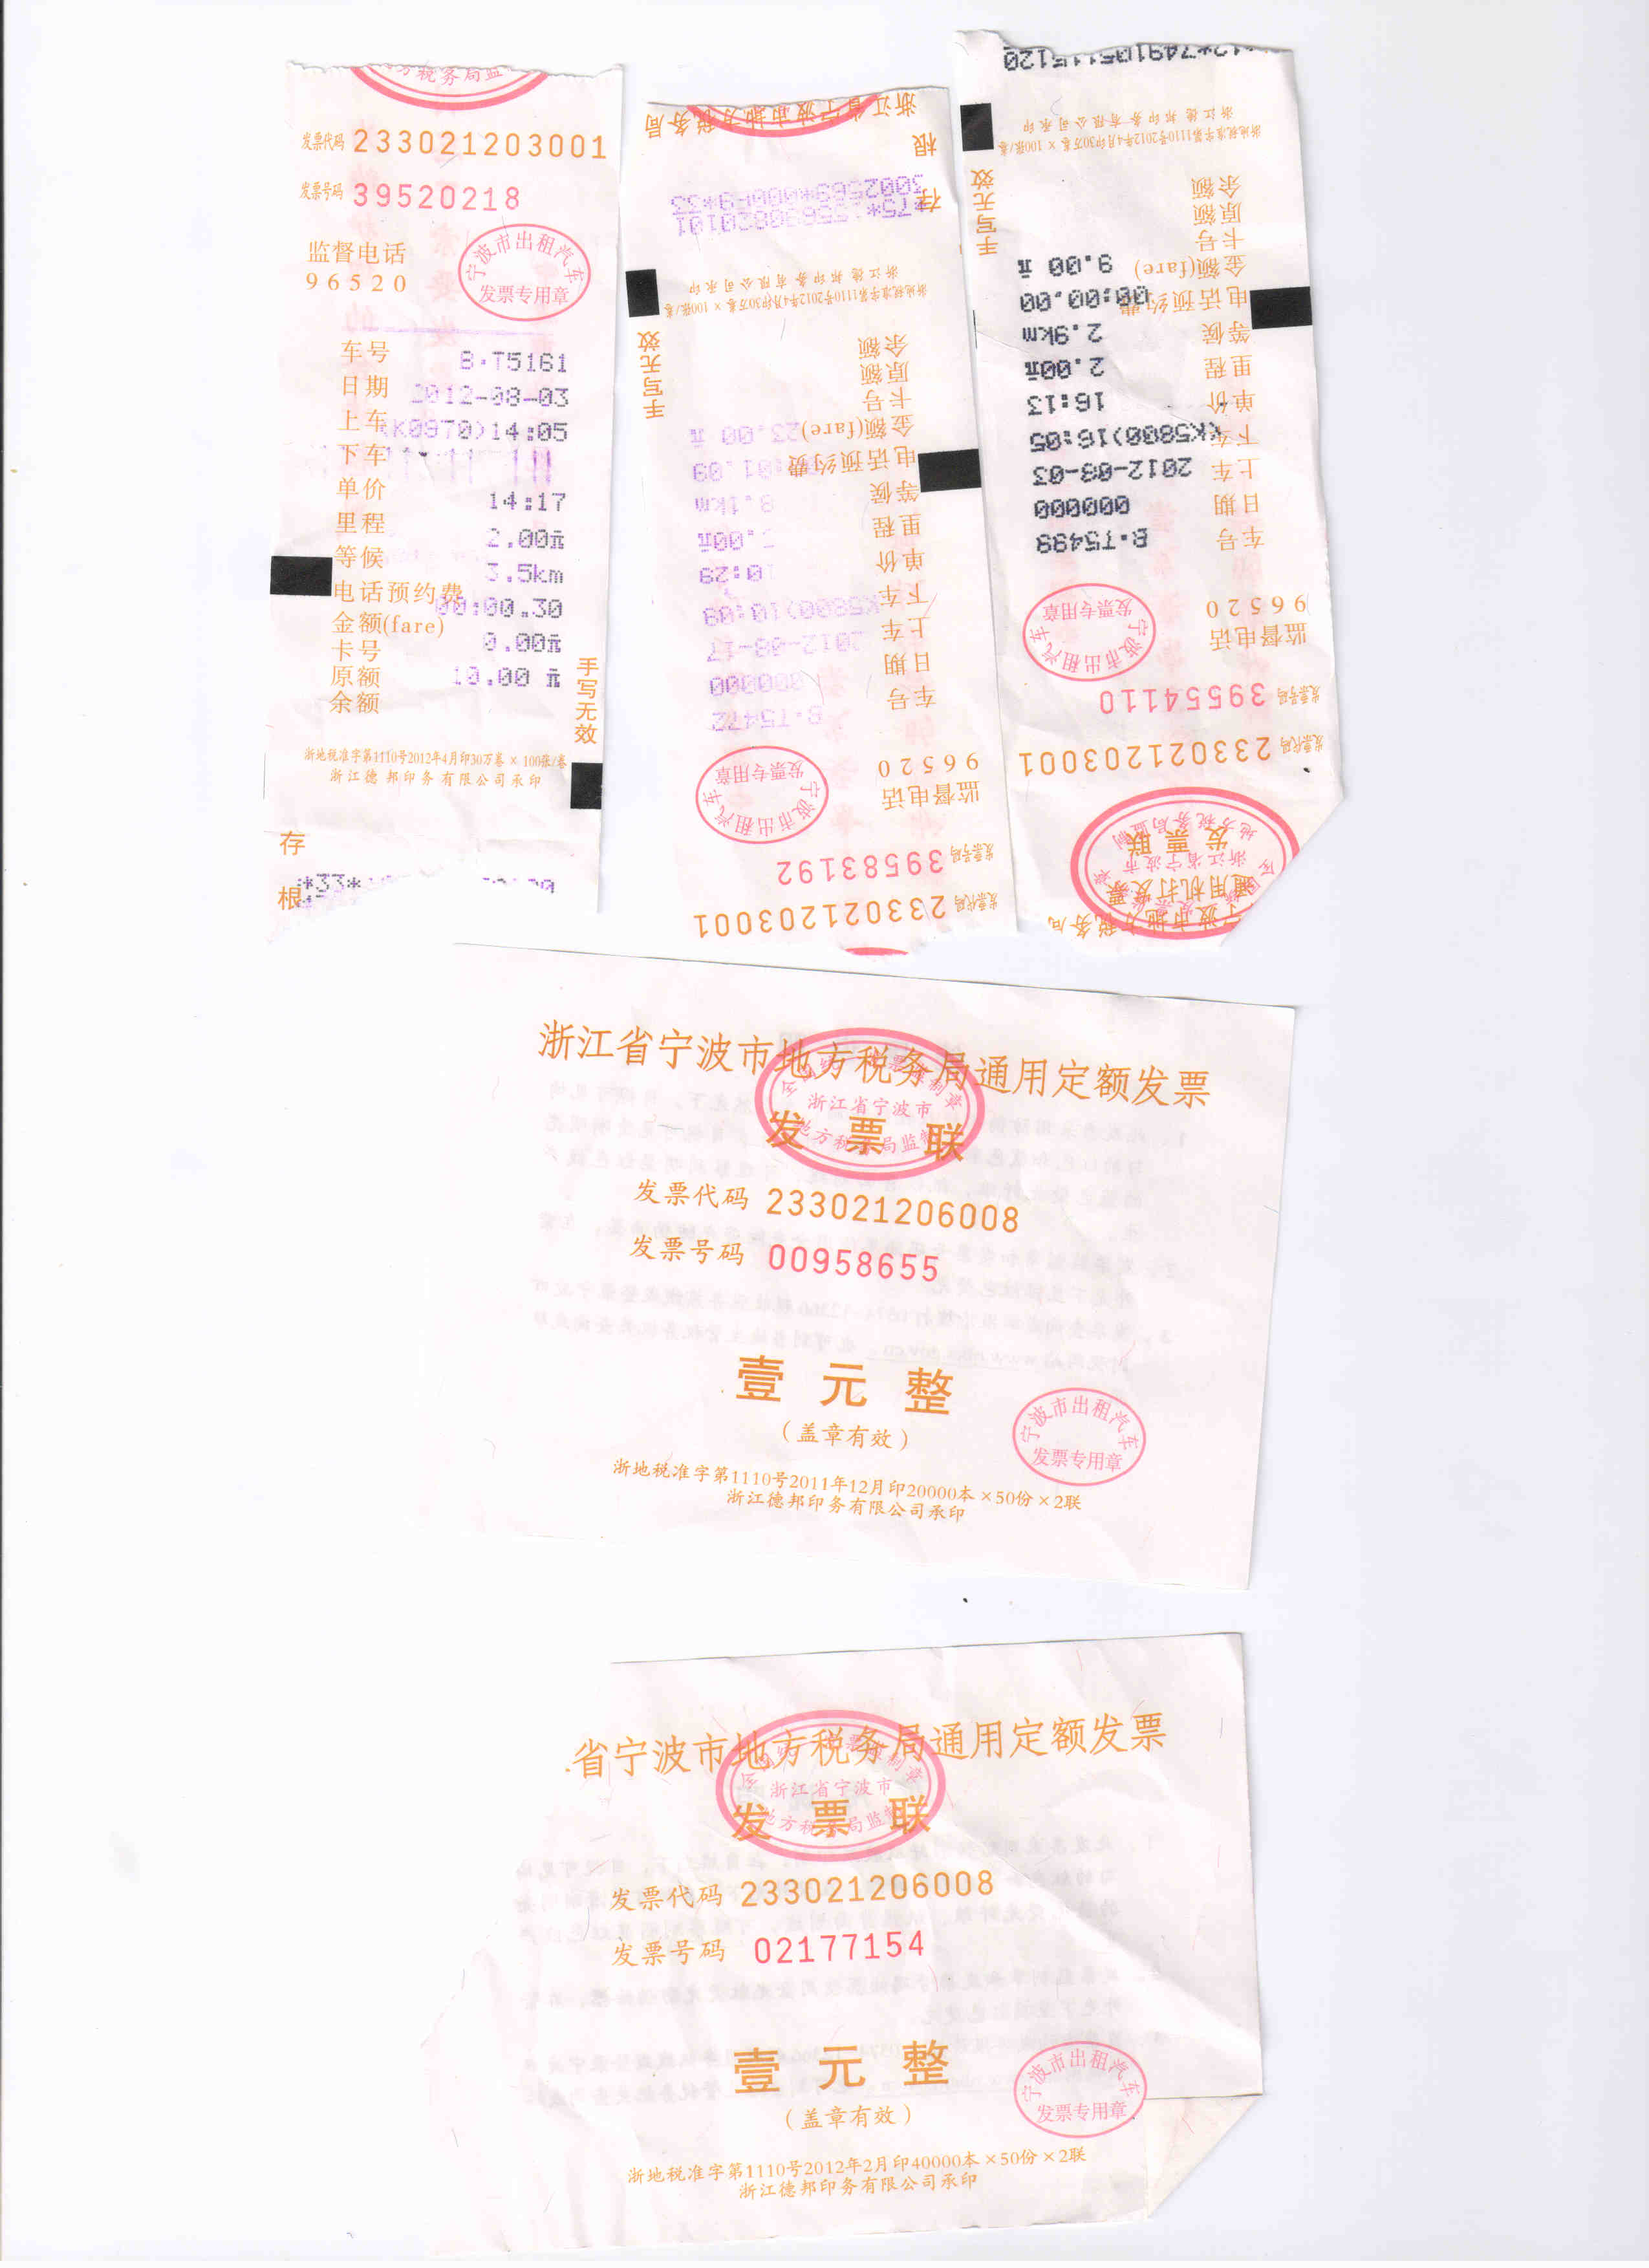 方税务局监
发票代码 233021203001
发票号码 39520218
监督电话
96520
宁波市出租汽车
发票专用章
车号 B·T5161
日期 2012-08-03
上车 (K0970)14:05
下车
单价 14:17
里程 2.00元
等候 3.5km
电话预约费 00:00.30
金额(fare) 0.00元
卡号 10.00 元
原额
余额
手写无效
浙地税准字第1110号2012年4月印30万卷×100张/卷
浙江德邦印务有限公司承印
存
根
*33*
发票代码 233021203001
发票号码 39583192
监督电话
96520
宁波市出租汽车
发票专用章
车号 B·T5472
日期 000000
上车 2012-08-17
下车 K5800)10:09
单价 10:29
里程 .00元
等候 8.1km
电话预约费 :01.09
金额(fare) 23.00 元
卡号
原额
余额
手写无效
浙地税准字第1110号2012年4月印30万卷×100张/卷
浙江德邦印务有限公司承印
存
根
浙江省宁波市地方税务局
宁波市地方税务局
通用机打发票
发票联
浙江省宁波市
地方税务局监制
发票代码 233021203001
发票号码 39554110
监督电话
96520
宁波市出租汽车
发票专用章
车号 B·T5499
日期 000000
上车 2012-08-03
下车 (K5800)16:05
单价 16:13
里程 2.00元
等候 2.9km
电话预约费 00:00.00
金额(fare) 9.00 元
卡号
原额
余额
手写无效
浙地税准字第1110号2012年4月印30万卷×100张/卷
浙江德邦印务有限公司承印
浙江省宁波市地方税务局通用定额发票
浙江省宁波市
地方税务局监制
发票联
发票代码 233021206008
发票号码 00958655
壹元整
（盖章有效）
宁波市出租汽车
发票专用章
浙地税准字第1110号2011年12月印20000本×50份×2联
浙江德邦印务有限公司承印
省宁波市地方税务局通用定额发票
浙江省宁波市
地方税务局监制
发票联
发票代码 233021206008
发票号码 02177154
壹元整
（盖章有效）
宁波市出租汽车
发票专用章
浙地税准字第1110号2012年2月印40000本×50份×2联
浙江德邦印务有限公司承印